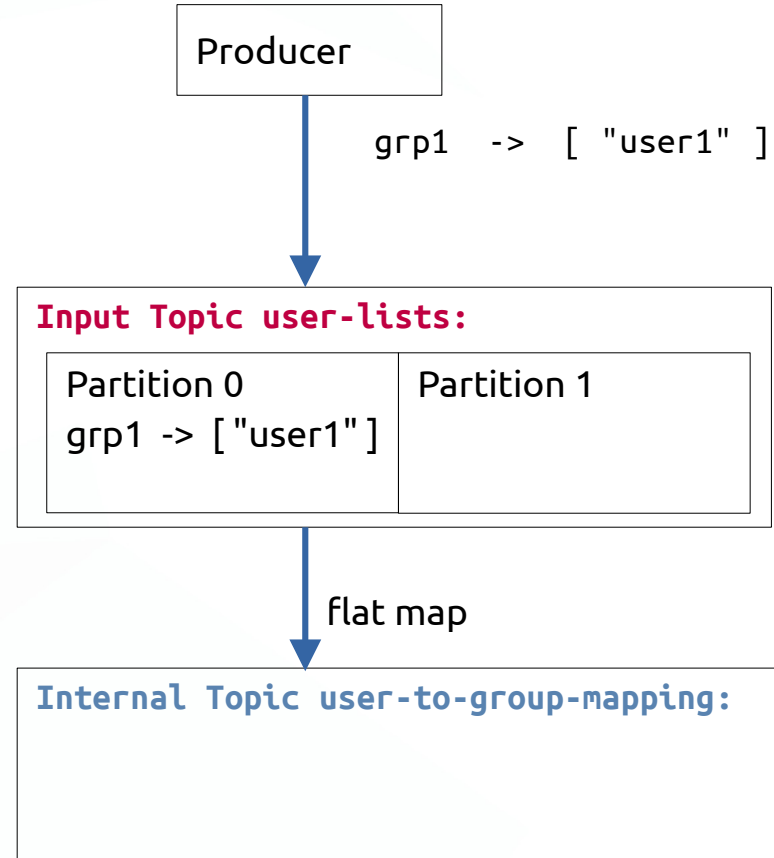 Producer
grp1 -> [ "user1" ]
Input Topic user-lists:
Partition 0
grp1 -> ["user1"]
Partition 1
flat map
Internal Topic user-to-group-mapping: